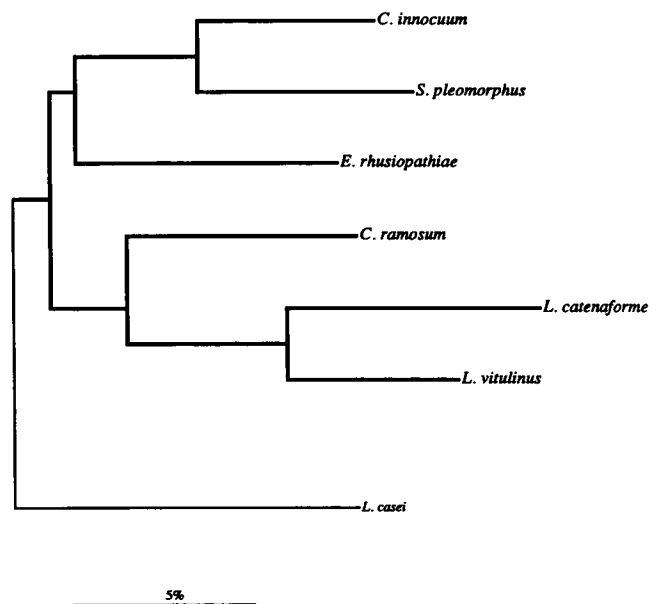 C. innocuum
S. pleomorphus
E. rhusiopathiae
C. ramosum
L. catenaforme
L. vitulinus
L. casei
5%